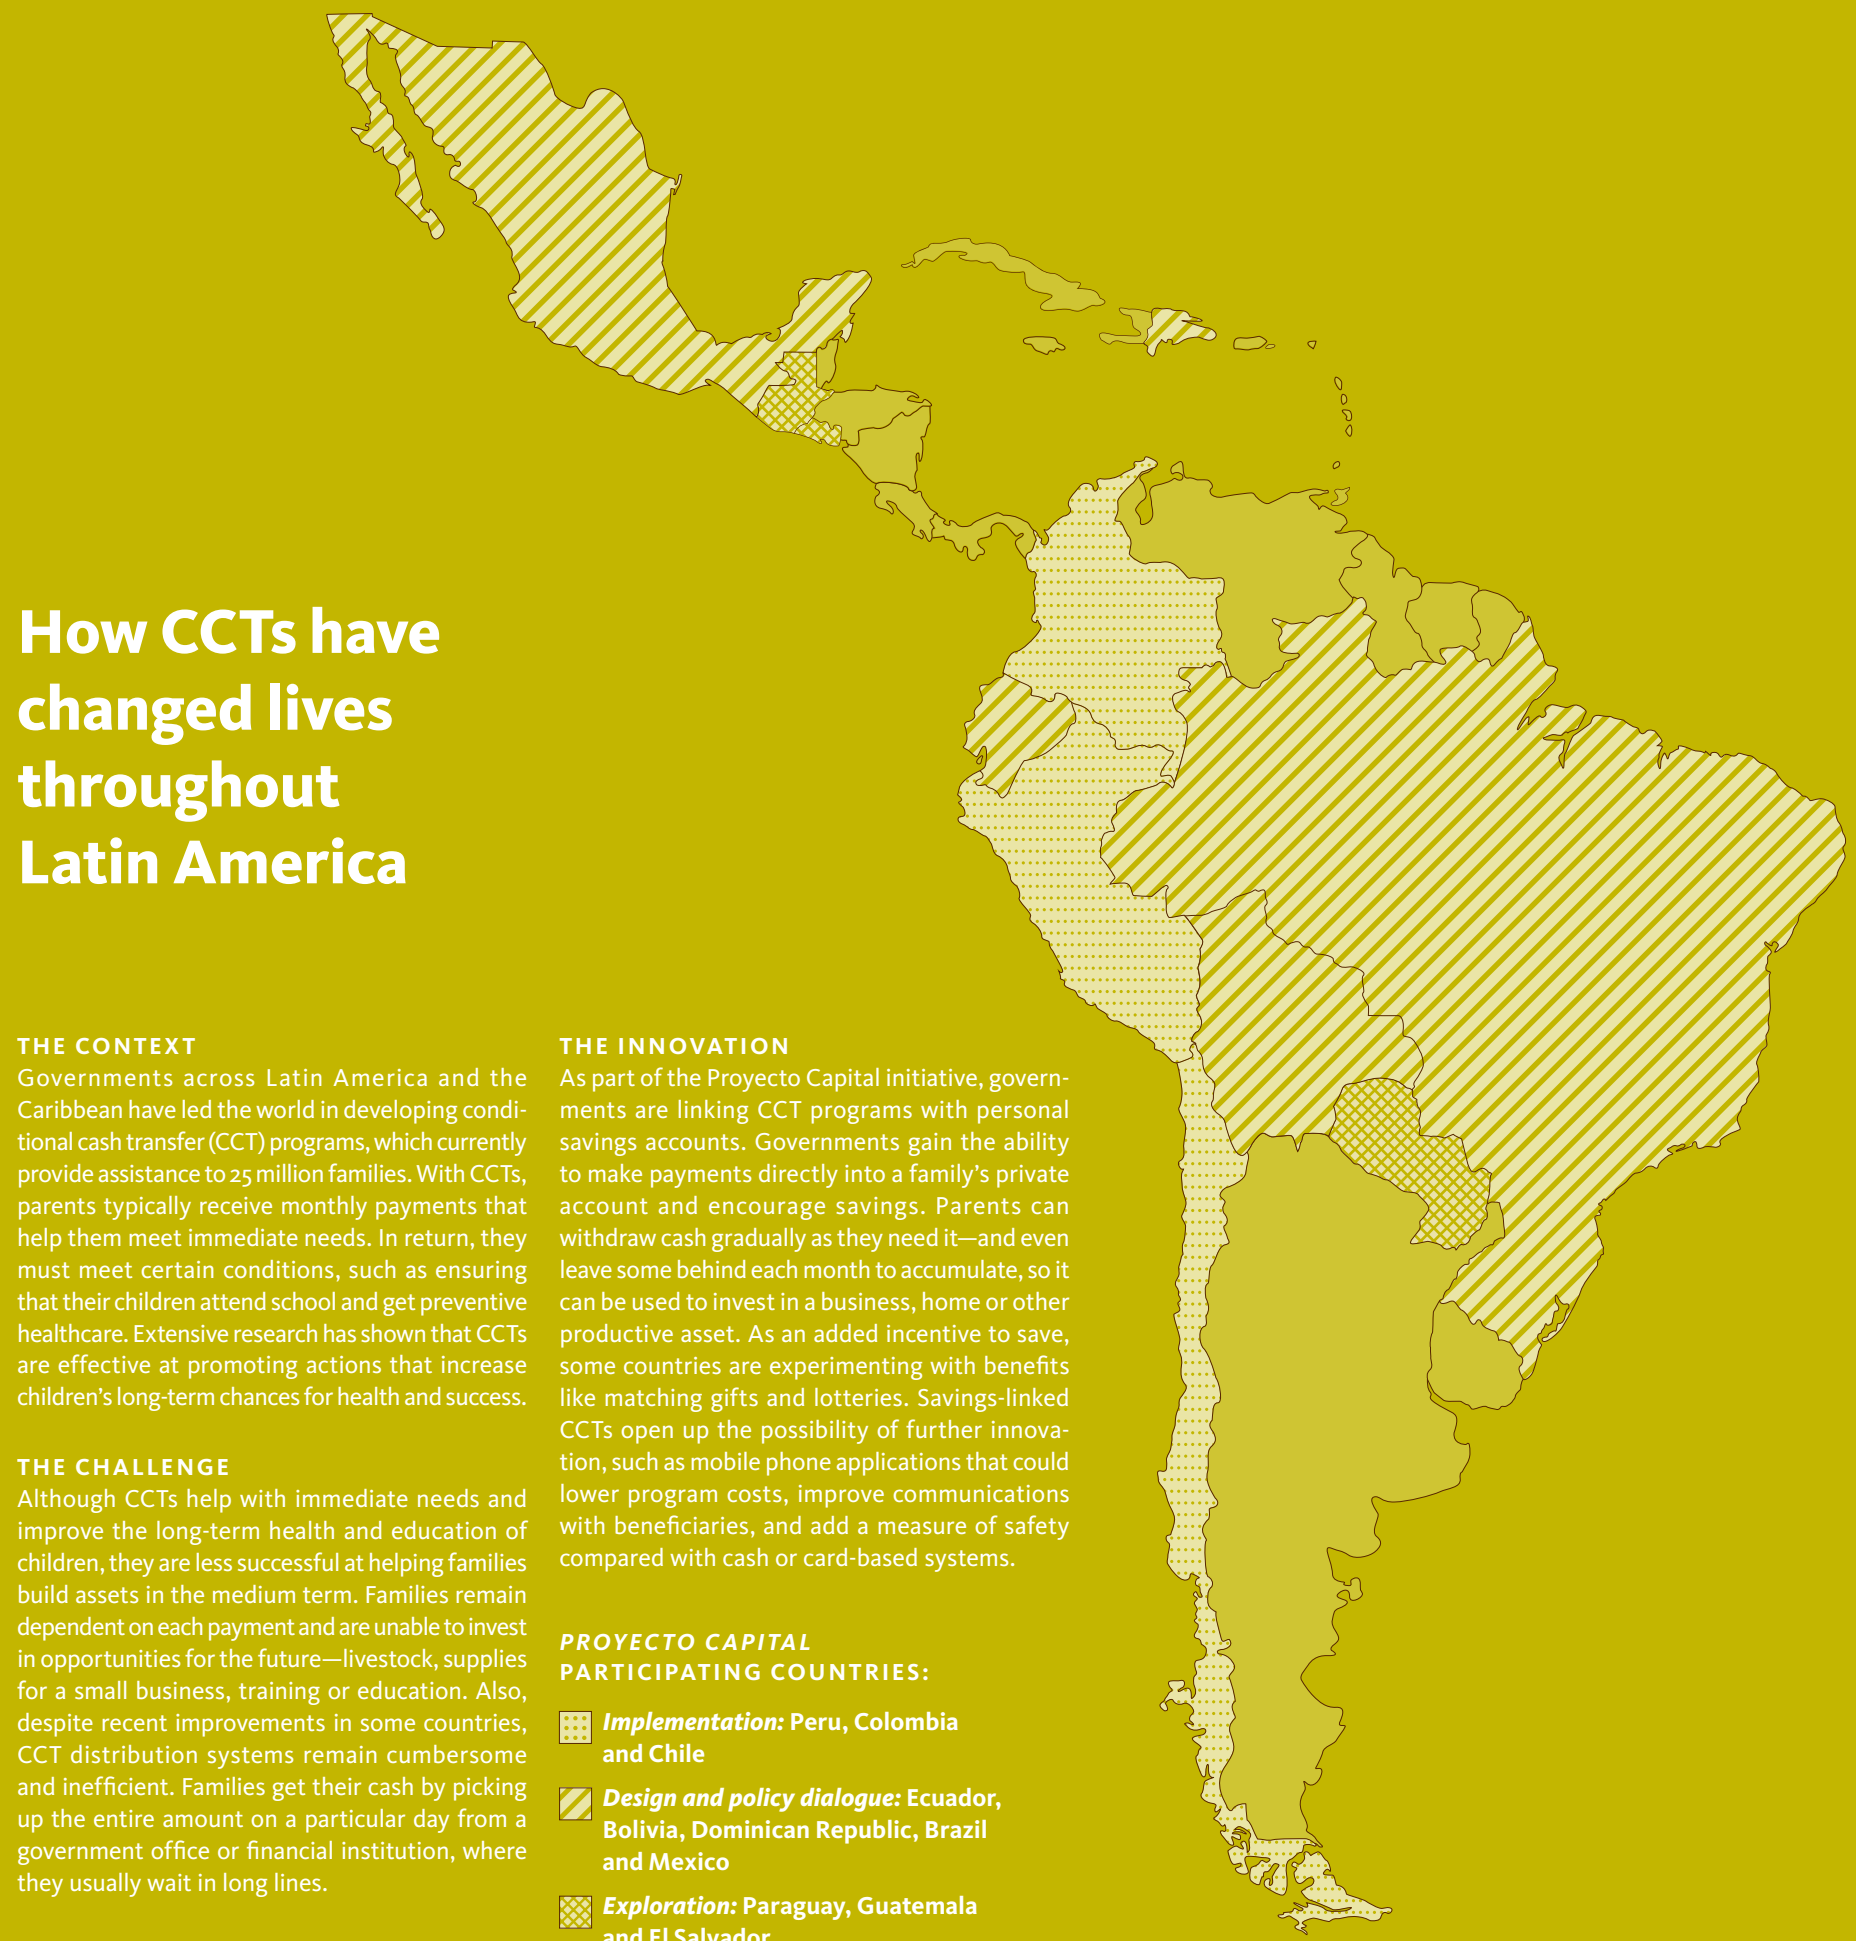 How CCTs have
changed lives
throughout
Latin America
THE CONTEXT
Governments across Latin America and the
Caribbean have led the world in developing condi-
tional cash transfer (CCT) programs, which currently
provide assistance to 25 million families. With CCTs,
parents typically receive monthly payments that
help them meet immediate needs. In return, they
must meet certain conditions, such as ensuring
that their children attend school and get preventive
healthcare. Extensive research has shown that CCTs
are effective at promoting actions that increase
children’s long-term chances for health and success.
THE CHALLENGE
Although CCTs help with immediate needs and
improve the long-term health and education of
children, they are less successful at helping families
build assets in the medium term. Families remain
dependent on each payment and are unable to invest
in opportunities for the future—livestock, supplies
for a small business, training or education. Also,
despite recent improvements in some countries,
CCT distribution systems remain cumbersome
and inefficient. Families get their cash by picking
up the entire amount on a particular day from a
government office or financial institution, where
they usually wait in long lines.
THE INNOVATION
As part of the Proyecto Capital initiative, govern-
ments are linking CCT programs with personal
savings accounts. Governments gain the ability
to make payments directly into a family’s private
account and encourage savings. Parents can
withdraw cash gradually as they need it—and even
leave some behind each month to accumulate, so it
can be used to invest in a business, home or other
productive asset. As an added incentive to save,
some countries are experimenting with benefits
like matching gifts and lotteries. Savings-linked
CCTs open up the possibility of further innova-
tion, such as mobile phone applications that could
lower program costs, improve communications
with beneficiaries, and add a measure of safety
compared with cash or card-based systems.
PROYECTO CAPITAL
PARTICIPATING COUNTRIES:
Implementation: Peru, Colombia
and Chile
Design and policy dialogue: Ecuador,
Bolivia, Dominican Republic, Brazil
and Mexico
Exploration: Paraguay, Guatemala
and El Salvador